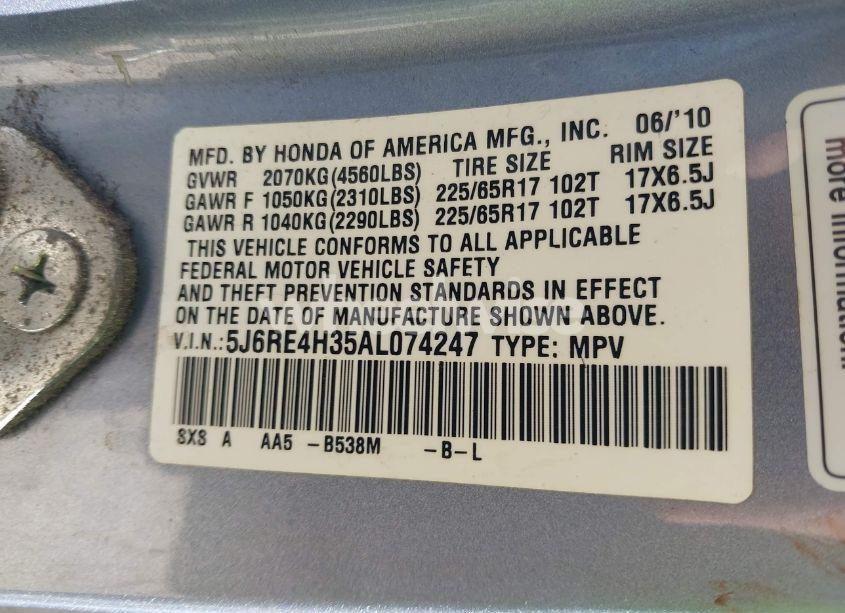 MFD. BY HONDA OF AMERICA MFG., INC. 06/'10
GVWR 2070KG(4560LBS) TIRE SIZE RIM SIZE
GAWR F 1050KG(2310LBS) 225/65R17 102T 17X6.5J
GAWR R 1040KG(2290LBS) 225/65R17 102T 17X6.5J
THIS VEHICLE CONFORMS TO ALL APPLICABLE
FEDERAL MOTOR VEHICLE SAFETY
AND THEFT PREVENTION STANDARDS IN EFFECT
ON THE DATE OF MANUFACTURE SHOWN ABOVE.
V.I.N.:5J6RE4H35AL074247 TYPE: MPV
SXS A AA5 -B538M -B-L
more information